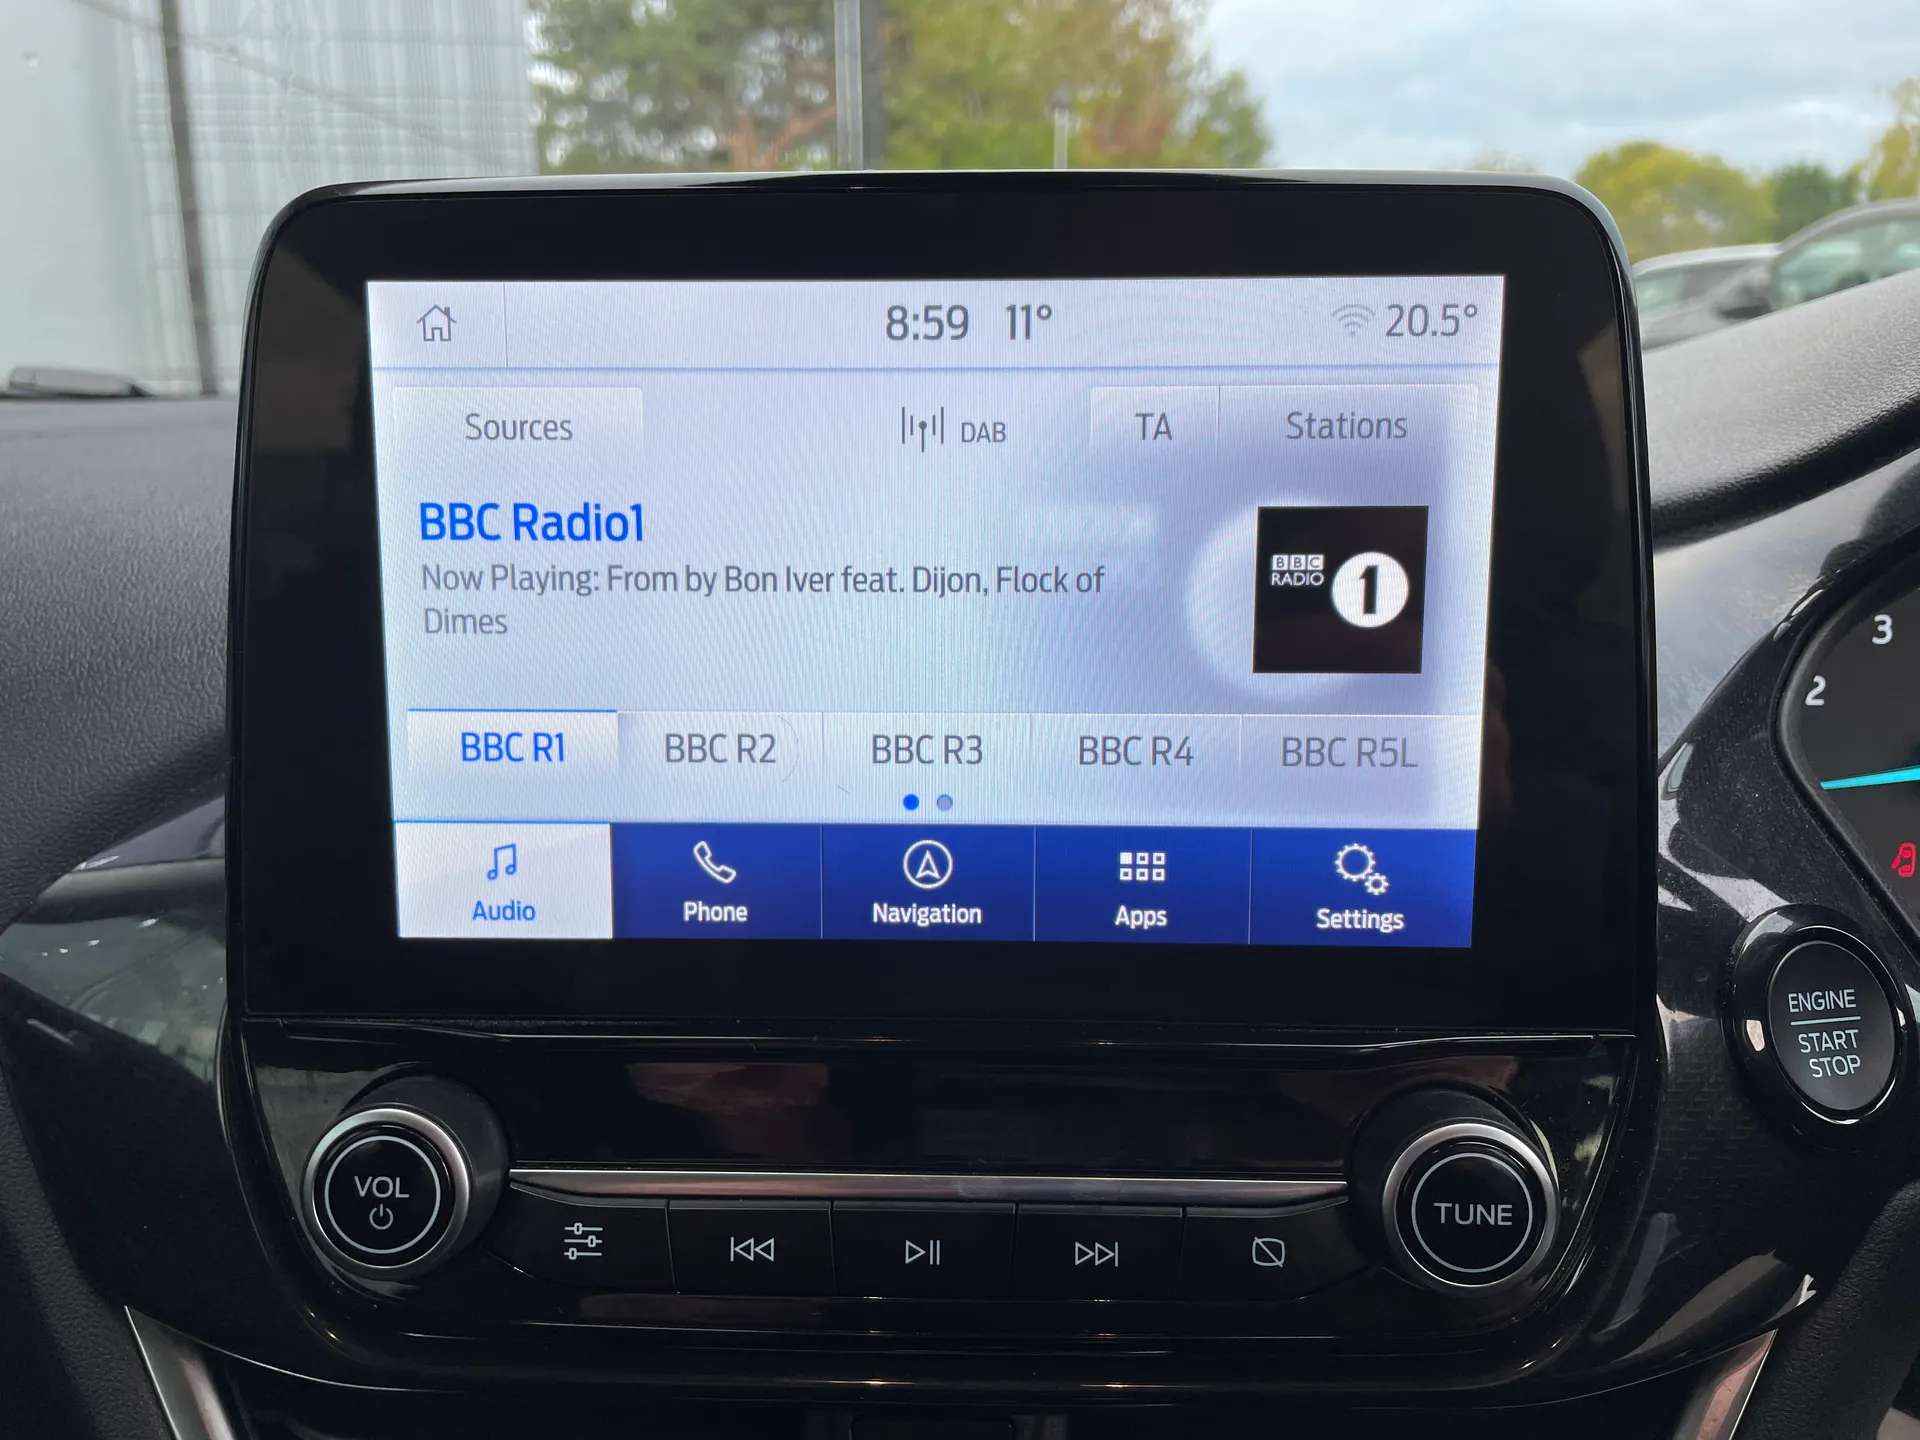 8:59 11° 20.5°
Sources DAB TA Stations
BBC Radio1
Now Playing: From by Bon Iver feat. Dijon, Flock of
Dimes
BBC
RADIO 1
BBC R1 BBC R2 BBC R3 BBC R4 BBC R5L
Audio Phone Navigation Apps Settings
3
2
ENGINE
START
STOP
VOL
TUNE